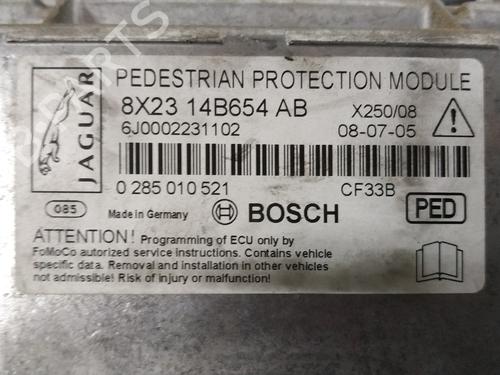 JAGUAR
PEDESTRIAN PROTECTION MODULE
8X23 14B654 AB
X250/08
6J0002231102
08-07-05
0 285 010 521
CF33B
085
Made in Germany
BOSCH
PED
ATTENTION! Programming of ECU only by
FoMoCo autorized service instructions. Contains vehicle
specific data. Removal and installation in other vehicles
not admissible! Risk of injury or malfunction!